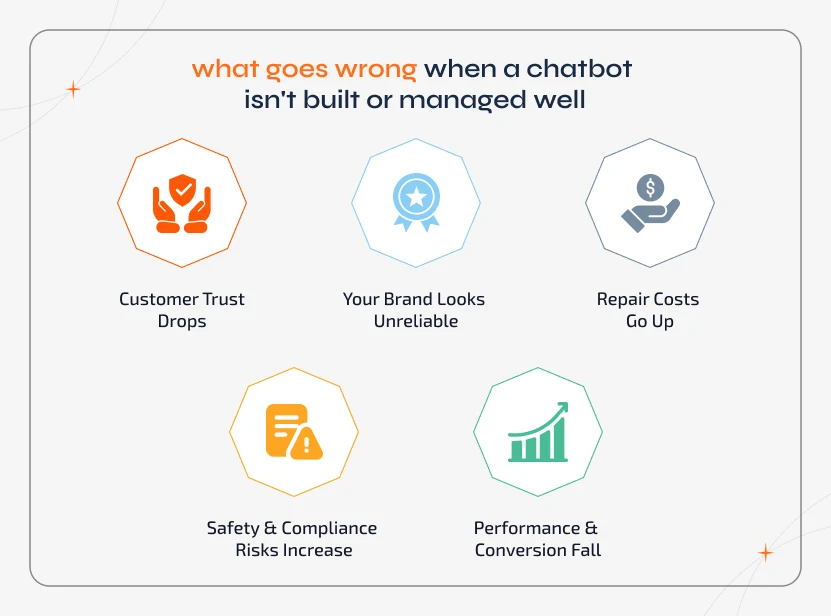 what goes wrong when a chatbot
isn't built or managed well
Customer Trust
Drops
Your Brand Looks
Unreliable
$
Repair Costs
Go Up
Safety & Compliance
Risks Increase
Performance &
Conversion Fall